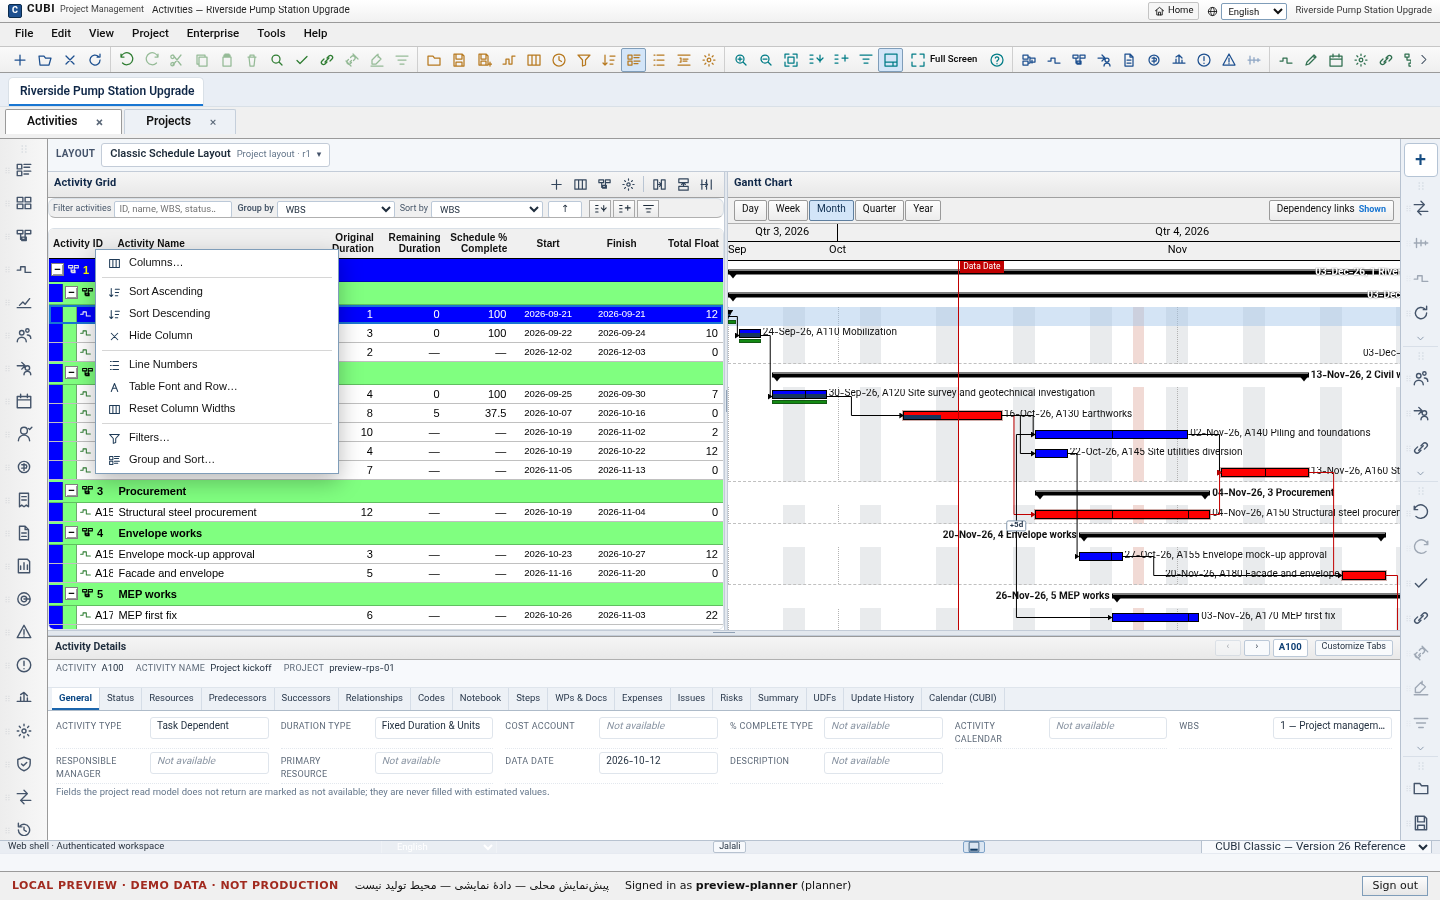 CUBI Project Management Activities — Riverside Pump Station Upgrade Home English Riverside Pump Station Upgrade
File Edit View Project Enterprise Tools Help
Full Screen
Riverside Pump Station Upgrade
Activities × Projects ×
LAYOUT Classic Schedule Layout Project layout · r1
Activity Grid
Filter activities ID, name, WBS, status.. Group by WBS Sort by WBS
Activity ID Activity Name Original Duration Remaining Duration Schedule % Complete Start Finish Total Float
1
Columns…
Sort Ascending
Sort Descending
Hide Column
Line Numbers
Table Font and Row…
Reset Column Widths
Filters…
Group and Sort…
1 0 100 2026-09-21 2026-09-21 12
3 0 100 2026-09-22 2026-09-24 10
2 — — 2026-12-02 2026-12-03 0
4 0 100 2026-09-25 2026-09-30 7
8 5 37.5 2026-10-07 2026-10-16 0
10 — — 2026-10-19 2026-11-02 2
4 — — 2026-10-19 2026-10-22 12
7 — — 2026-11-05 2026-11-13 0
3 Procurement
A15 Structural steel procurement 12 — — 2026-10-19 2026-11-04 0
4 Envelope works
A15 Envelope mock-up approval 3 — — 2026-10-23 2026-10-27 12
A18 Facade and envelope 5 — — 2026-11-16 2026-11-20 0
5 MEP works
A17 MEP first fix 6 — — 2026-10-26 2026-11-03 22
Gantt Chart
Day Week Month Quarter Year Dependency links Shown
Qtr 3, 2026 Qtr 4, 2026
Sep Oct Nov
Data Date
03-Dec-26, 1 River
03-Dec
24-Sep-26, A110 Mobilization
03-Dec-
13-Nov-26, 2 Civil w
30-Sep-26, A120 Site survey and geotechnical investigation
16-Oct-26, A130 Earthworks
02-Nov-26, A140 Piling and foundations
22-Oct-26, A145 Site utilities diversion
13-Nov-26, A160 St
04-Nov-26, 3 Procurement
04-Nov-26, A150 Structural steel procurer
+5d
20-Nov-26, 4 Envelope works
27-Oct-26, A155 Envelope mock-up approval
20-Nov-26, A180 Facade and envelope
26-Nov-26, 5 MEP works
03-Nov-26, A170 MEP first fix
Activity Details A100 Customize Tabs
ACTIVITY A100 ACTIVITY NAME Project kickoff PROJECT preview-rps-01
General Status Resources Predecessors Successors Relationships Codes Notebook Steps WPs & Docs Expenses Issues Risks Summary UDFs Update History Calendar (CUBI)
ACTIVITY TYPE Task Dependent DURATION TYPE Fixed Duration & Units COST ACCOUNT Not available % COMPLETE TYPE Not available ACTIVITY CALENDAR Not available WBS 1 — Project managem…
RESPONSIBLE MANAGER Not available PRIMARY RESOURCE Not available DATA DATE 2026-10-12 DESCRIPTION Not available
Fields the project read model does not return are marked as not available; they are never filled with estimated values.
Web shell · Authenticated workspace English Jalali CUBI Classic — Version 26 Reference
LOCAL PREVIEW · DEMO DATA · NOT PRODUCTION پیش‌نمایش محلی — دادهٔ نمایشی — محیط تولید نیست Signed in as preview-planner (planner) Sign out